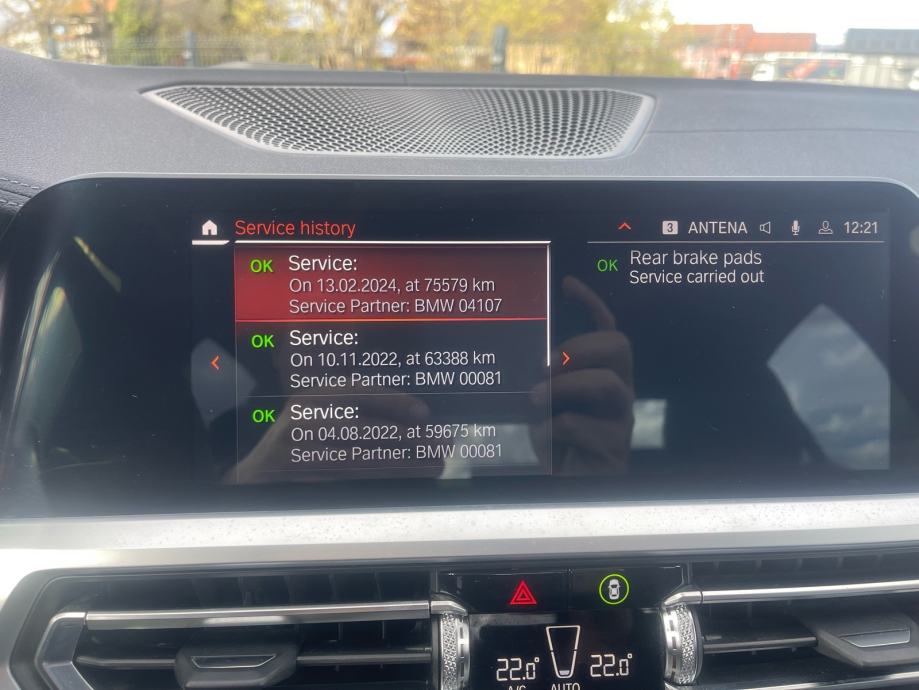 Service history
3 ANTENA 12:21
OK Service:
On 13.02.2024, at 75579 km
Service Partner: BMW 04107
OK Rear brake pads
Service carried out
OK Service:
On 10.11.2022, at 63388 km
Service Partner: BMW 00081
OK Service:
On 04.08.2022, at 59675 km
Service Partner: BMW 00081
22.0° 22.0°
A/C AUTO